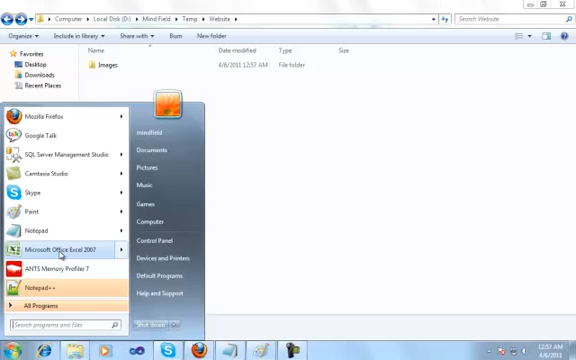 Computer ▸ Local Disk (D:) ▸ Mind Field ▸ Temp ▸ Website ▸
Search Website
Organize
Include in library
Share with
Burn
New folder
Favorites
Desktop
Downloads
Recent Places
Name
Date modified
Type
Size
Images
4/6/2011 12:57 AM
File folder
Mozilla Firefox
Google Talk
SQL Server Management Studio
Camtasia Studio
Skype
Paint
Notepad
Microsoft Office Excel 2007
ANTS Memory Profiler 7
Notepad++
All Programs
Search programs and files
mindfield
Documents
Pictures
Music
Games
Computer
Control Panel
Devices and Printers
Default Programs
Help and Support
Shut down
12:57 AM
4/6/2011